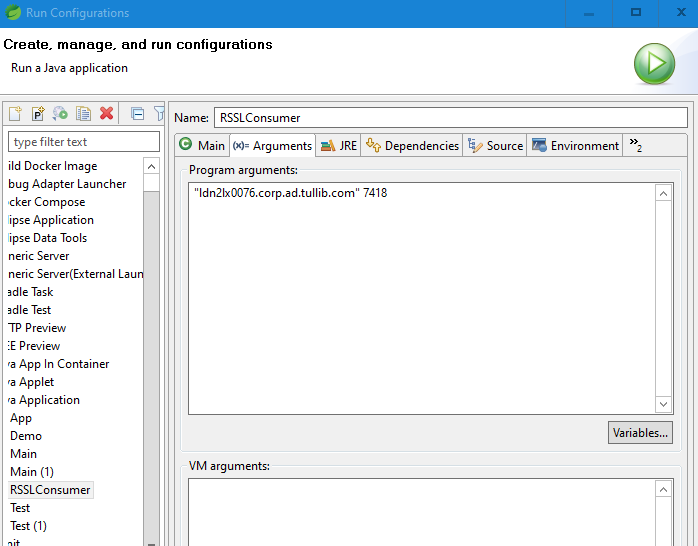 Run Configurations
Create, manage, and run configurations
Run a Java application
type filter text
ild Docker Image
bug Adapter Launcher
cker Compose
lipse Application
lipse Data Tools
neric Server
neric Server(External Laun
adle Task
adle Test
TP Preview
EE Preview
va App In Container
va Applet
va Application
App
Demo
Main
Main (1)
RSSLConsumer
Test
Test (1)
nit
Name: RSSLConsumer
Main (x)= Arguments JRE Dependencies Source Environment »2
Program arguments:
"ldn2lx0076.corp.ad.tullib.com" 7418
Variables...
VM arguments: